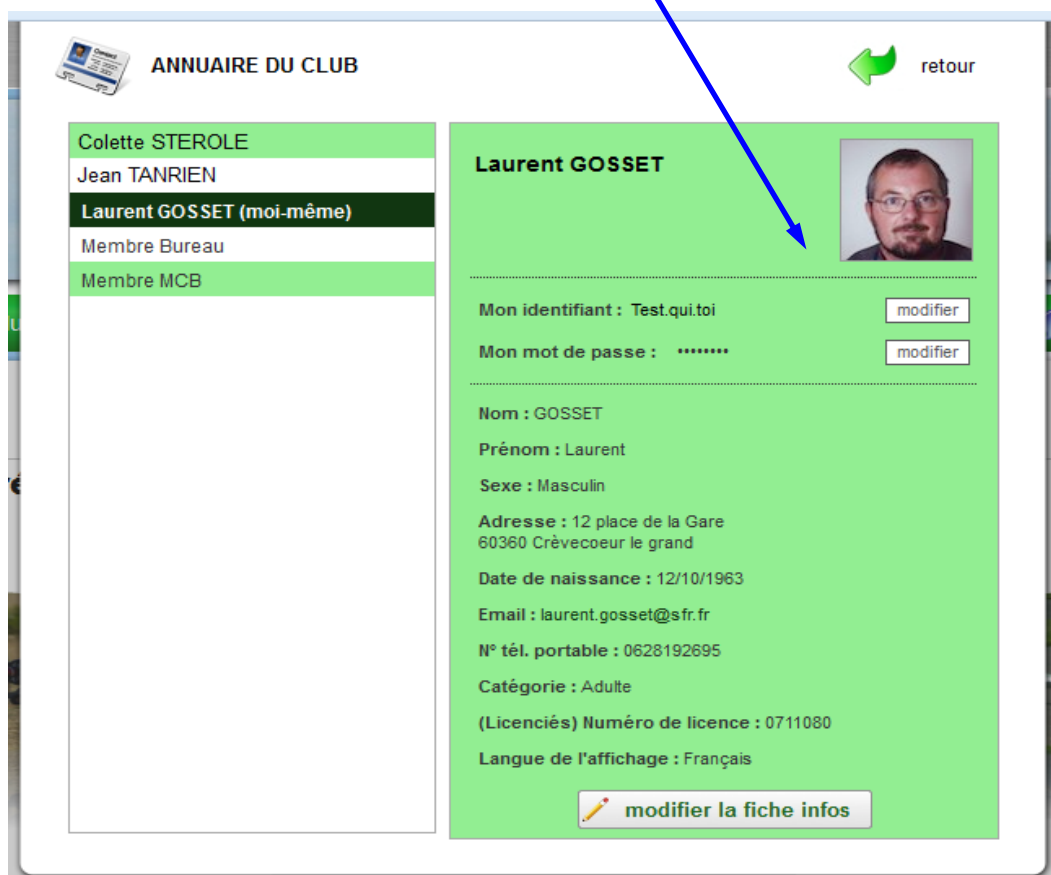 ANNUAIRE DU CLUB
retour
Colette STEROLE
Jean TANRIEN
Laurent GOSSET (moi-même)
Membre Bureau
Membre MCB
Laurent GOSSET
Mon identifiant : Test.qui.toi
modifier
Mon mot de passe : ••••••••
modifier
Nom : GOSSET
Prénom : Laurent
Sexe : Masculin
Adresse : 12 place de la Gare
60360 Crèvecoeur le grand
Date de naissance : 12/10/1963
Email : laurent.gosset@sfr.fr
N° tél. portable : 0628192695
Catégorie : Adulte
(Licenciés) Numéro de licence : 0711080
Langue de l'affichage : Français
modifier la fiche infos